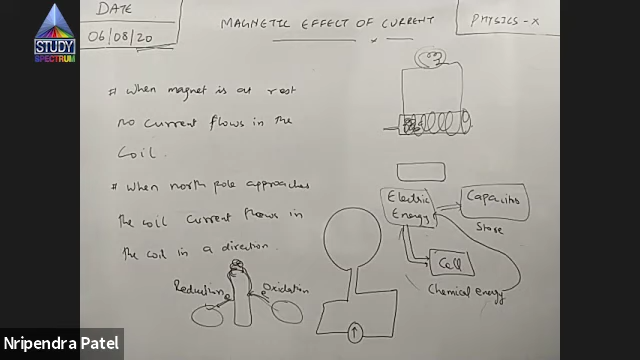 DATE
06/08/20
STUDY
SPECTRUM
MAGNETIC EFFECT OF CURRENT
PHYSICS - X
# When magnet is at rest
no current flows in the
coil.
# When north pole approaches
the coil current flows in
the coil in a direction.
Reduction
e
e
Oxidation
Electric
Energy
Capacitor
Store
Cell
Chemical energy
Nripendra Patel